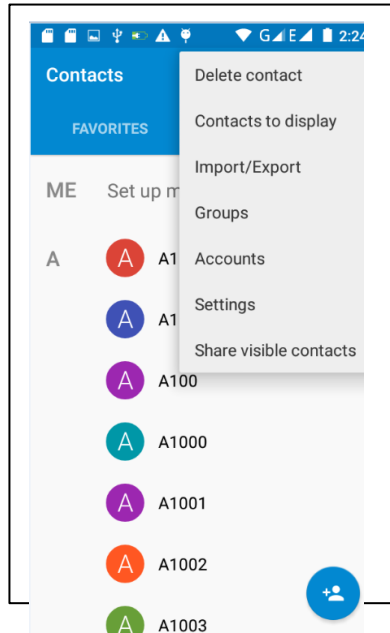 G E 2:24
Contacts
FAVORITES
Delete contact
Contacts to display
Import/Export
Groups
Accounts
Settings
Share visible contacts
ME Set up m
A A A1
A A1
A A100
A A1000
A A1001
A A1002
A A1003